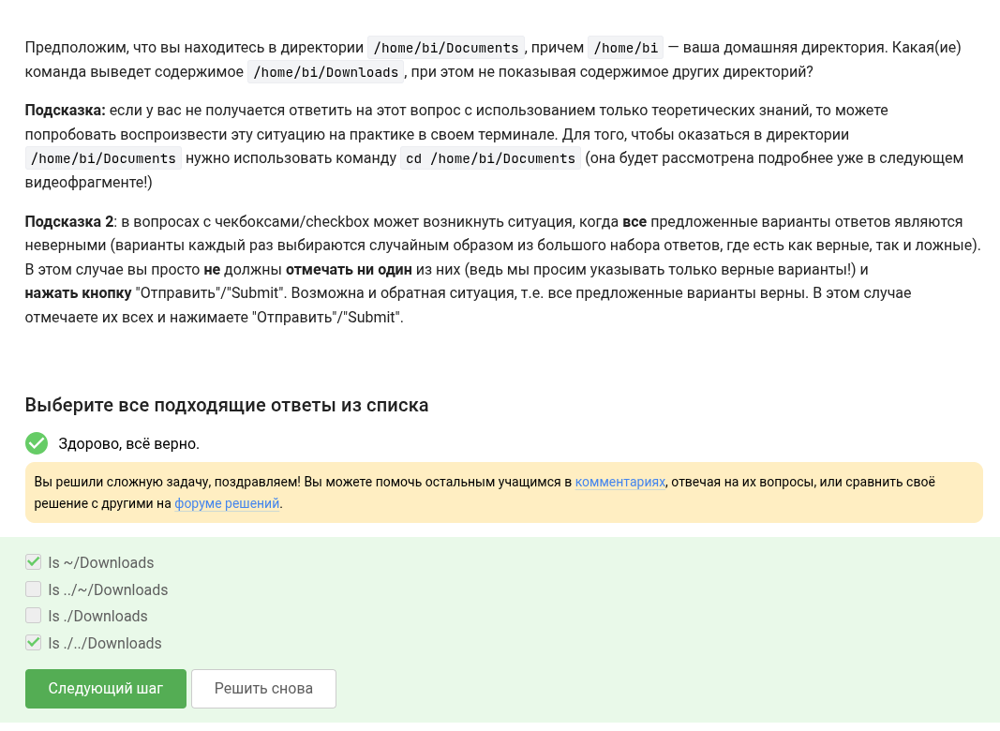 Предположим, что вы находитесь в директории /home/bi/Documents, причем /home/bi — ваша домашняя директория. Какая(ие)
команда выведет содержимое /home/bi/Downloads, при этом не показывая содержимое других директорий?
Подсказка: если у вас не получается ответить на этот вопрос с использованием только теоретических знаний, то можете
попробовать воспроизвести эту ситуацию на практике в своем терминале. Для того, чтобы оказаться в директории
/home/bi/Documents нужно использовать команду cd /home/bi/Documents (она будет рассмотрена подробнее уже в следующем
видеофрагменте!)
Подсказка 2: в вопросах с чекбоксами/checkbox может возникнуть ситуация, когда все предложенные варианты ответов являются
неверными (варианты каждый раз выбираются случайным образом из большого набора ответов, где есть как верные, так и ложные).
В этом случае вы просто не должны отмечать ни один из них (ведь мы просим указывать только верные варианты!) и
нажать кнопку "Отправить"/"Submit". Возможна и обратная ситуация, т.е. все предложенные варианты верны. В этом случае
отмечаете их всех и нажимаете "Отправить"/"Submit".
Выберите все подходящие ответы из списка
Здорово, всё верно.
Вы решили сложную задачу, поздравляем! Вы можете помочь остальным учащимся в комментариях, отвечая на их вопросы, или сравнить своё
решение с другими на форуме решений.
ls ~/Downloads
ls ../~/Downloads
ls ./Downloads
ls ./../Downloads
Следующий шаг Решить снова